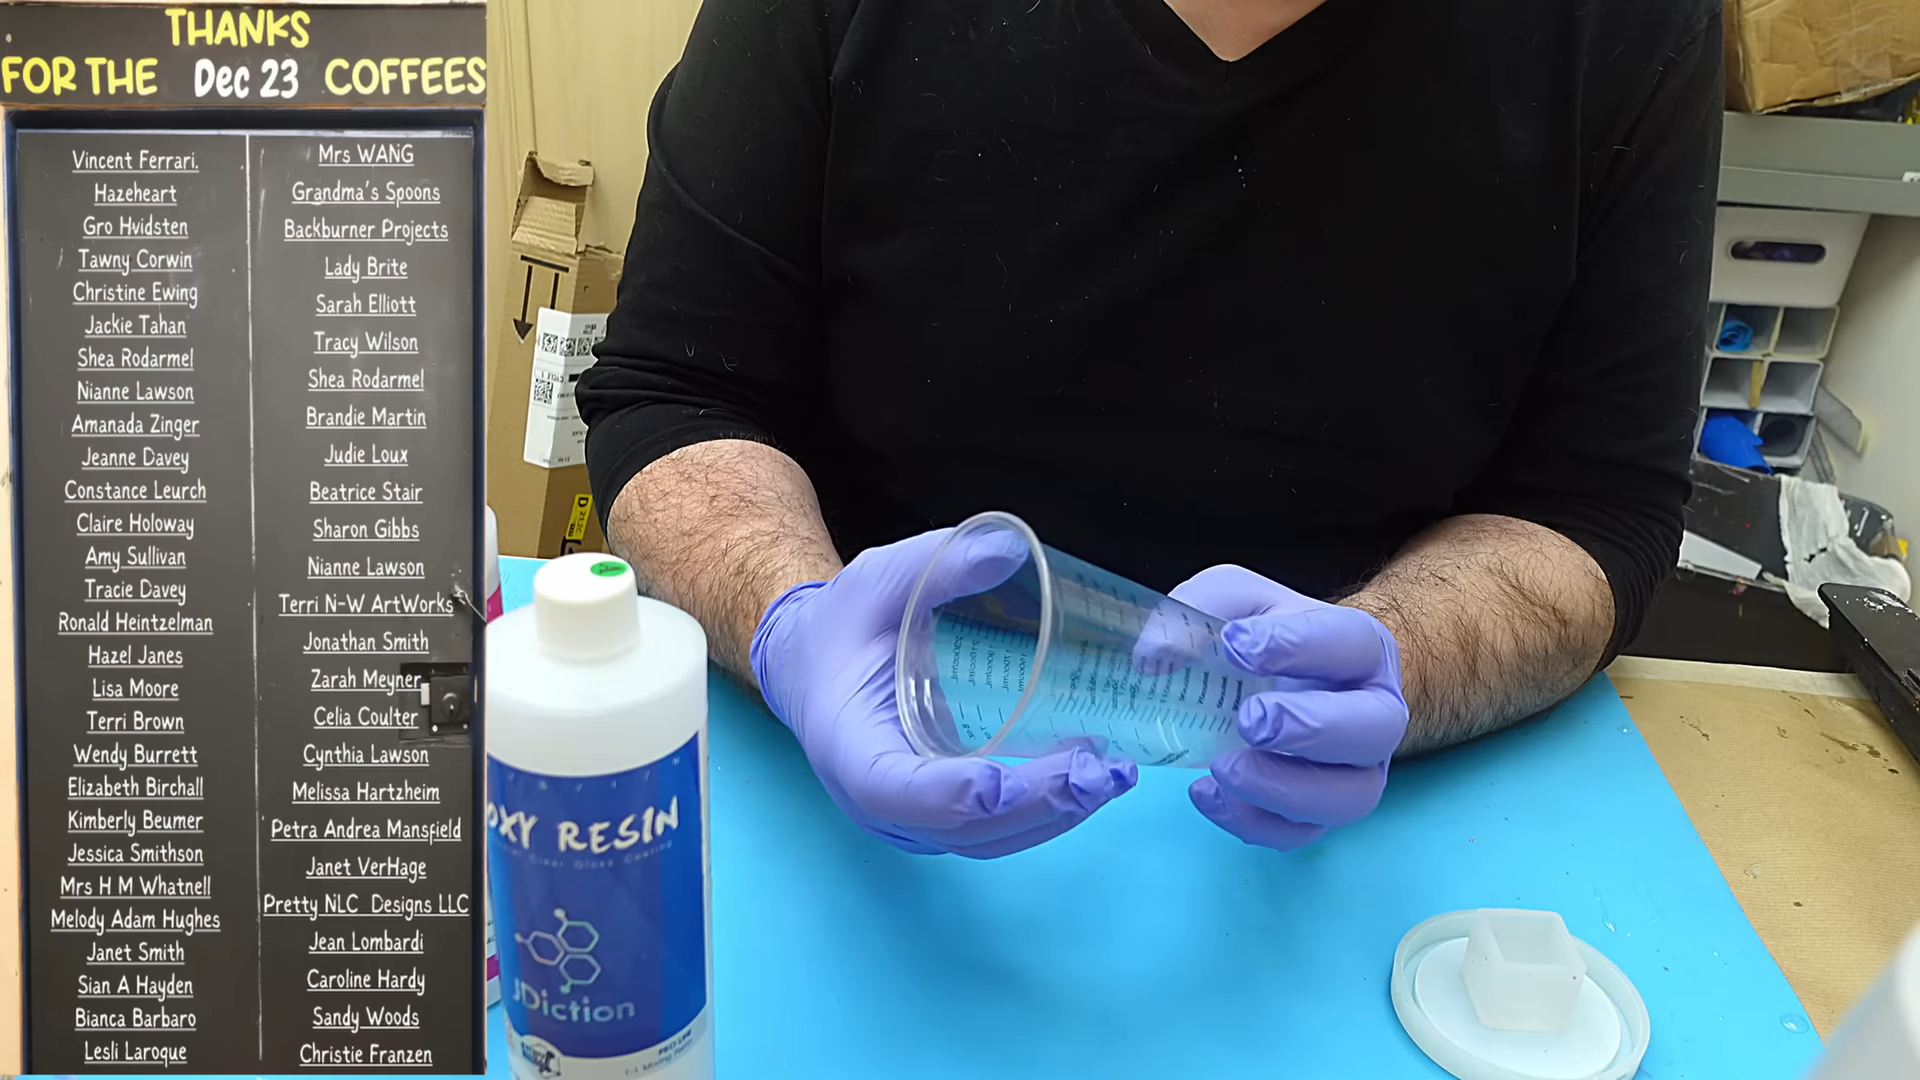 THANKS
FOR THE Dec 23 COFFEES
Vincent Ferrari.
Hazeheart
Gro Hvidsten
Tawny Corwin
Christine Ewing
Jackie Tahan
Shea Rodarmel
Nianne Lawson
Amanada Zinger
Jeanne Davey
Constance Leurch
Claire Holoway
Amy Sullivan
Tracie Davey
Ronald Heintzelman
Hazel Janes
Lisa Moore
Terri Brown
Wendy Burrett
Elizabeth Birchall
Kimberly Beumer
Jessica Smithson
Mrs H M Whatnell
Melody Adam Hughes
Janet Smith
Sian A Hayden
Bianca Barbaro
Lesli Laroque
Mrs WANG
Grandma's Spoons
Backburner Projects
Lady Brite
Sarah Elliott
Tracy Wilson
Shea Rodarmel
Brandie Martin
Judie Loux
Beatrice Stair
Sharon Gibbs
Nianne Lawson
Terri N-W ArtWorks
Jonathan Smith
Zarah Meyner
Celia Coulter
Cynthia Lawson
Melissa Hartzheim
Petra Andrea Mansfield
Janet VerHage
Pretty NLC Designs LLC
Jean Lombardi
Caroline Hardy
Sandy Woods
Christie Franzen
OXY RESIN
Clear Gloss Coating
JDiction